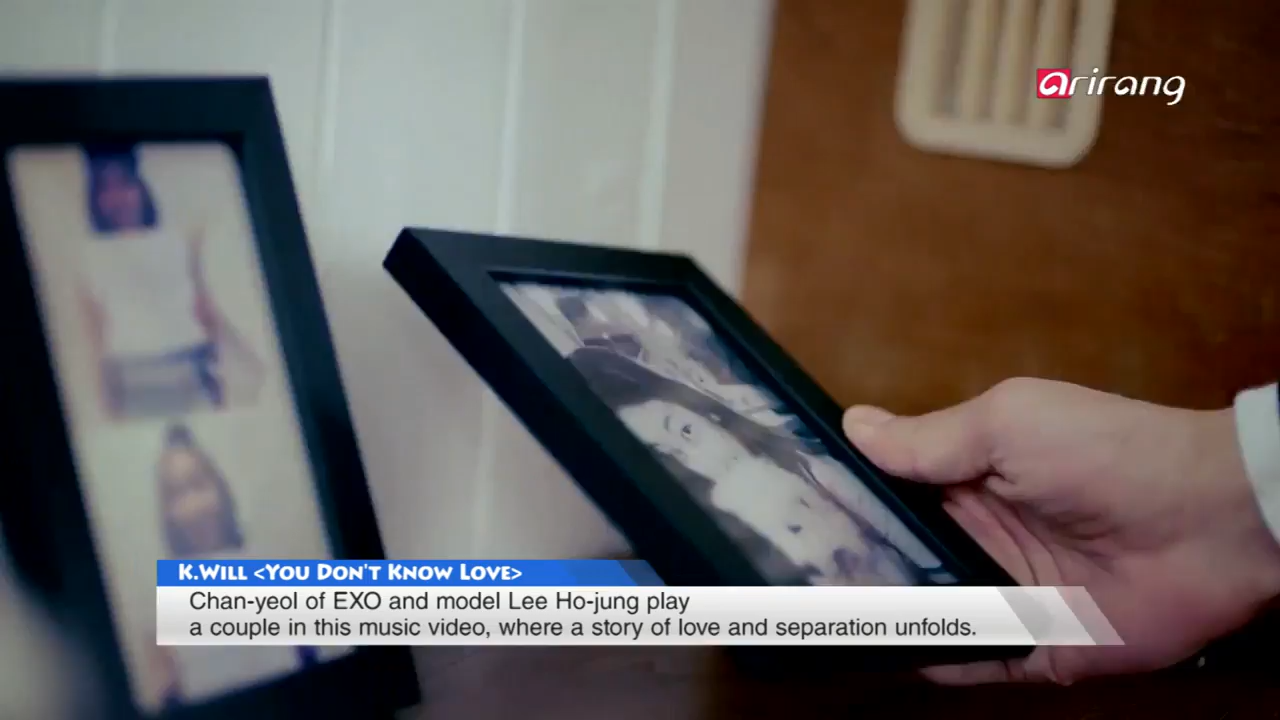 arirang
K.Will <You Don't Know Love>
Chan-yeol of EXO and model Lee Ho-jung play
a couple in this music video, where a story of love and separation unfolds.